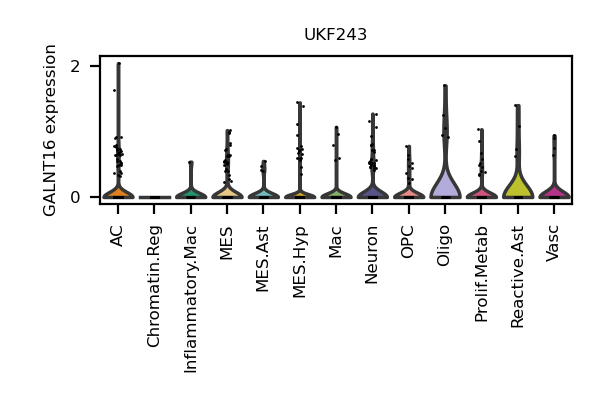 UKF243
GALNT16 expression
2
0
AC
Chromatin.Reg
Inflammatory.Mac
MES
MES.Ast
MES.Hyp
Mac
Neuron
OPC
Oligo
Prolif.Metab
Reactive.Ast
Vasc